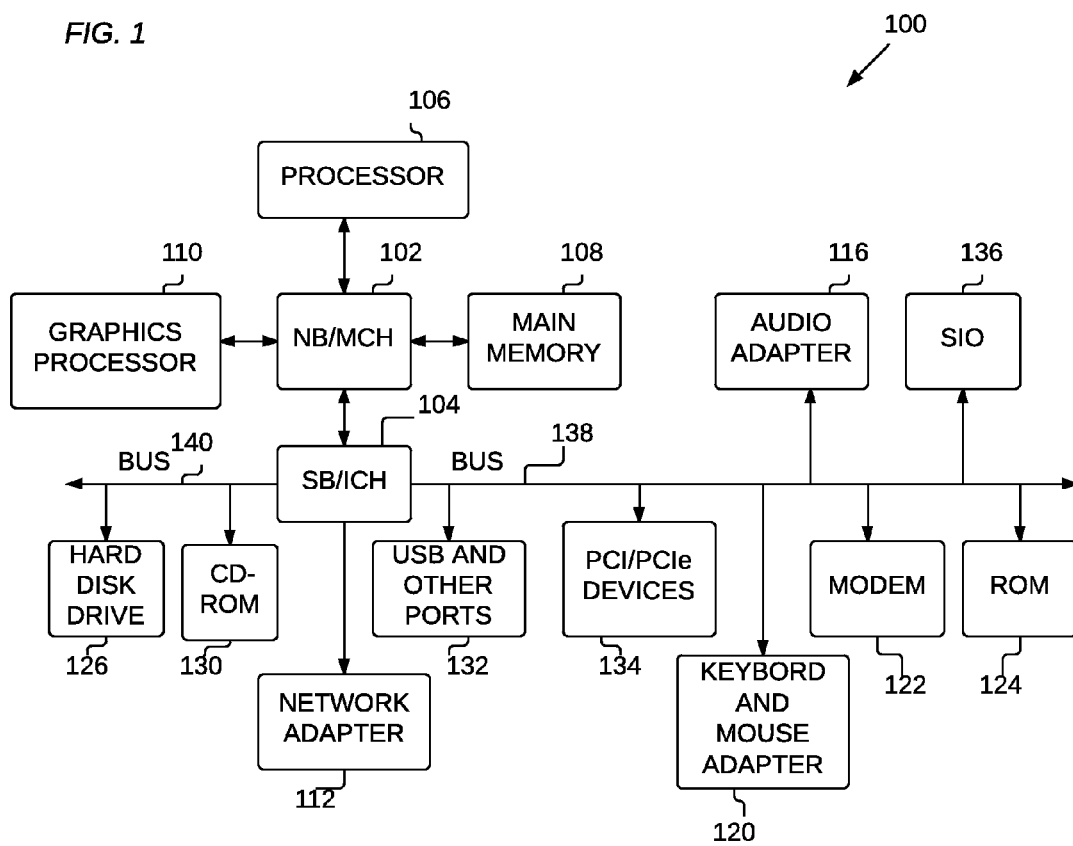 FIG. 1
100
106
PROCESSOR
110
102
108
116
136
GRAPHICS
PROCESSOR
NB/MCH
MAIN
MEMORY
AUDIO
ADAPTER
SIO
104
140
BUS
SB/ICH
BUS
138
HARD
DISK
DRIVE
CD-
ROM
USB AND
OTHER
PORTS
PCI/PCIe
DEVICES
MODEM
ROM
126
130
132
134
122
124
NETWORK
ADAPTER
KEYBORD
AND
MOUSE
ADAPTER
112
120